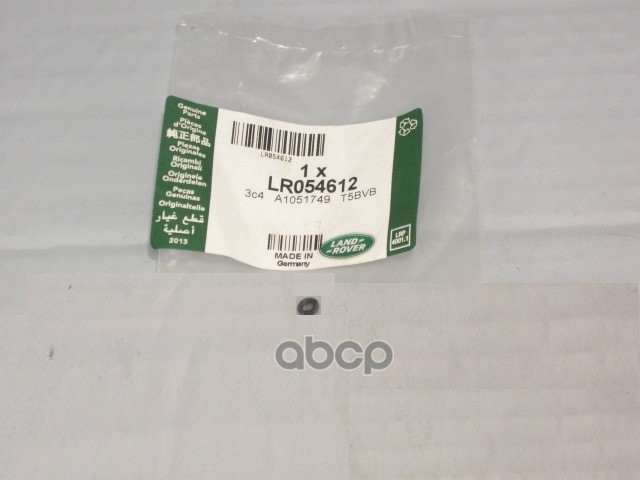 Genuine
Parts
Pièces
d'Origine
純正部品
Piezas
Originales
Ricambi
Originali
Originele
Onderdelen
Peças
Genuínas
Originalteile
قطع غيار
أصلية
2013
LR054612
1 x
LR054612
3c4 A1051749 T5BVB
MADE IN
Germany
LAND-
ROVER
LRP
4001.1
abcp